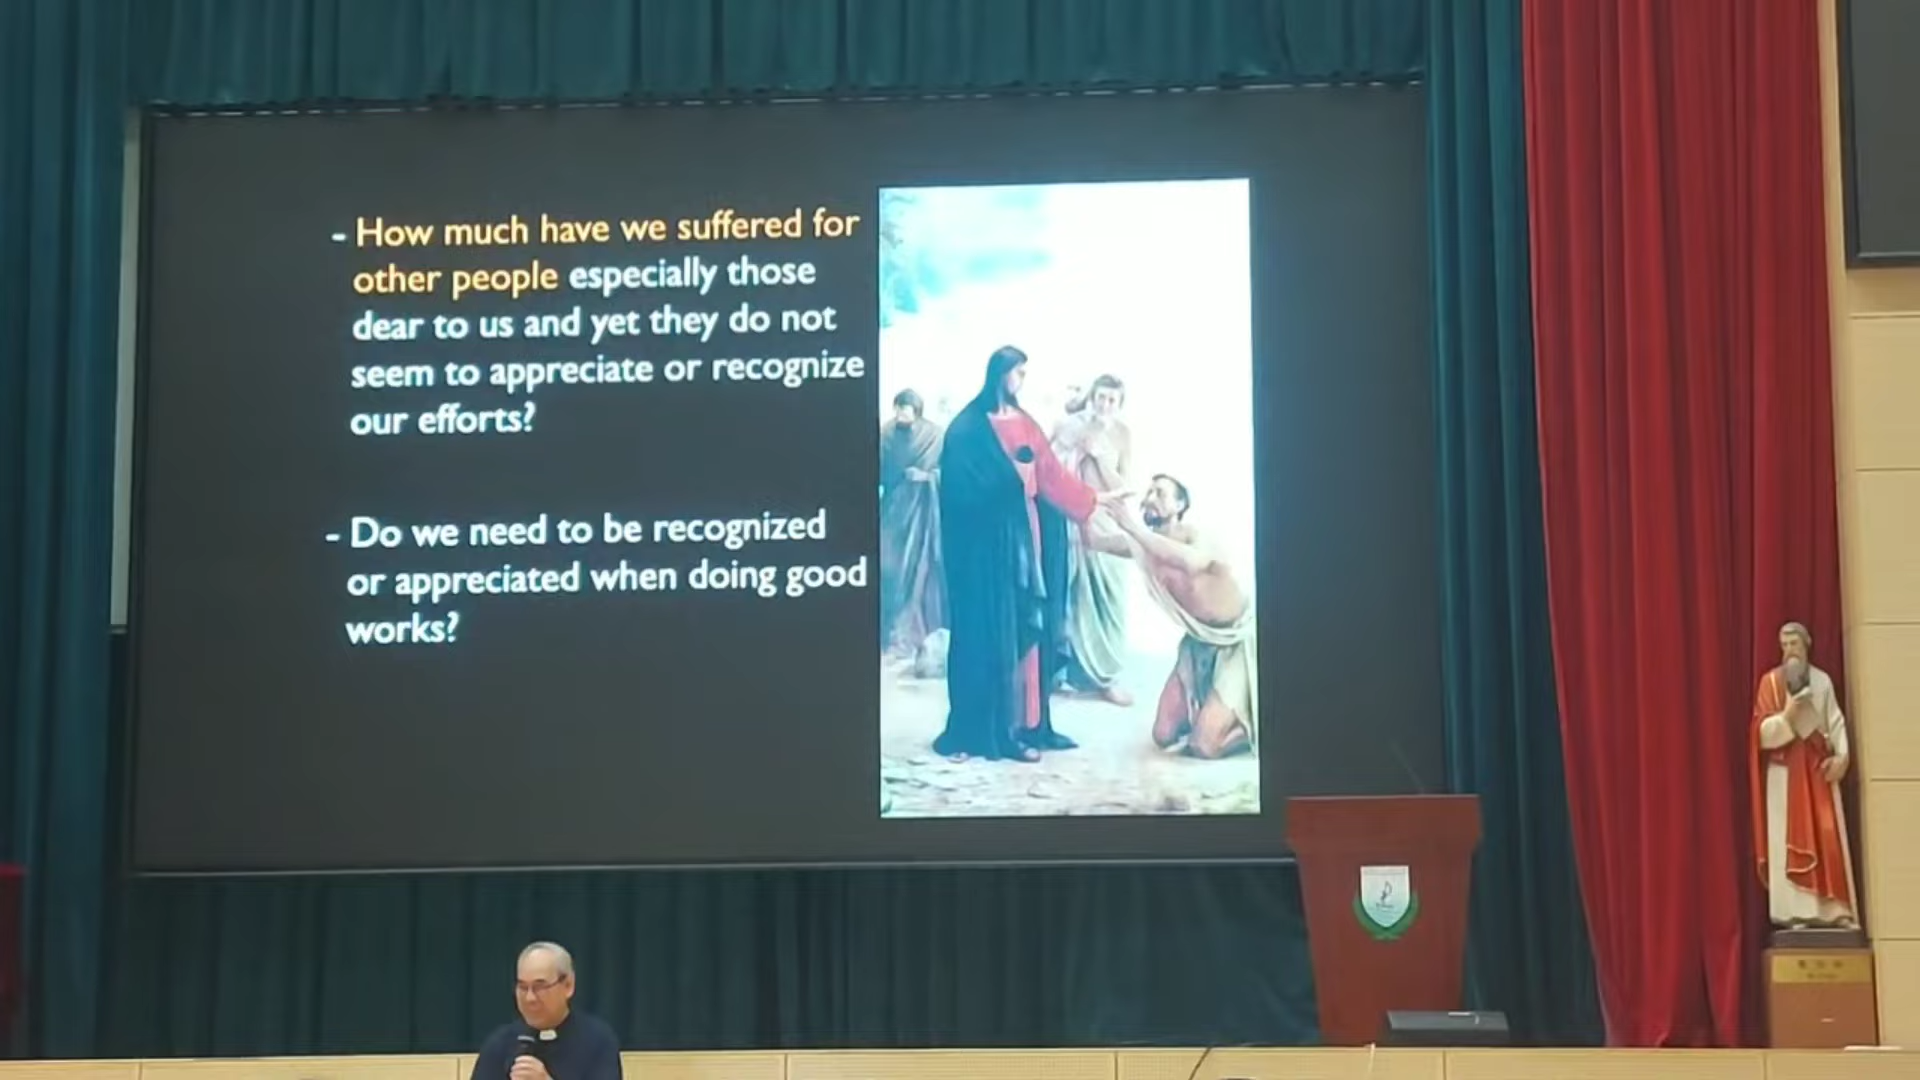 - How much have we suffered for
other people especially those
dear to us and yet they do not
seem to appreciate or recognize
our efforts?
- Do we need to be recognized
or appreciated when doing good
works?